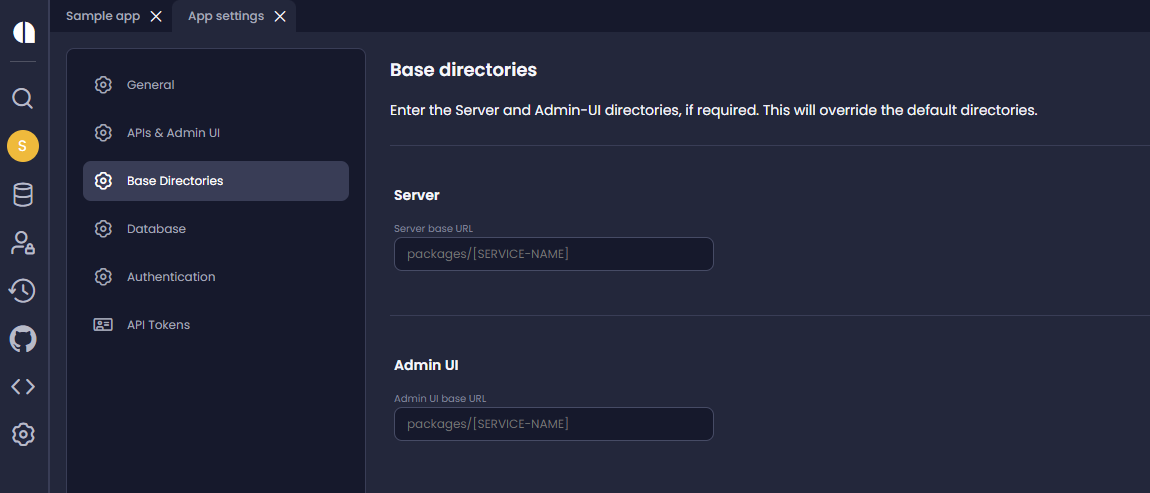 Sample app
App settings
S
General
APIs & Admin UI
Base Directories
Database
Authentication
API Tokens
Base directories
Enter the Server and Admin-UI directories, if required. This will override the default directories.
Server
Server base URL
packages/[SERVICE-NAME]
Admin UI
Admin UI base URL
packages/[SERVICE-NAME]